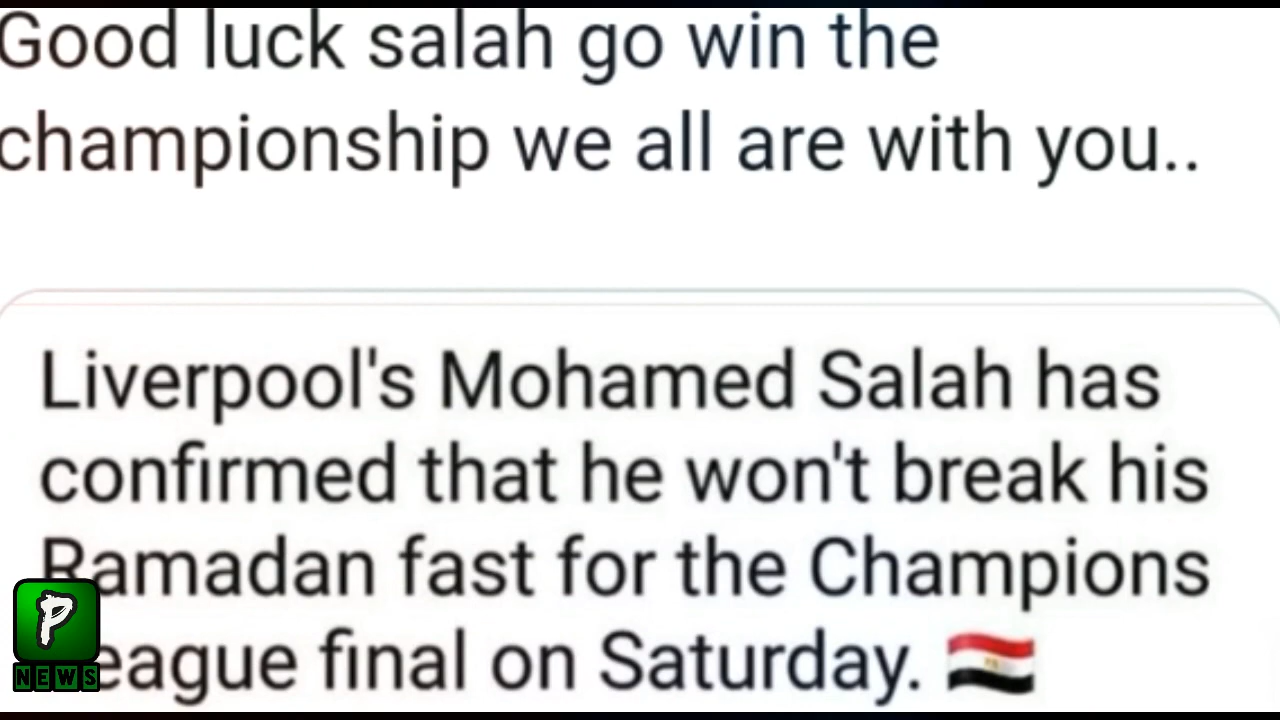 Good luck salah go win the
championship we all are with you..
Liverpool's Mohamed Salah has
confirmed that he won't break his
Ramadan fast for the Champions
League final on Saturday. 🇪🇬
P
NEWS